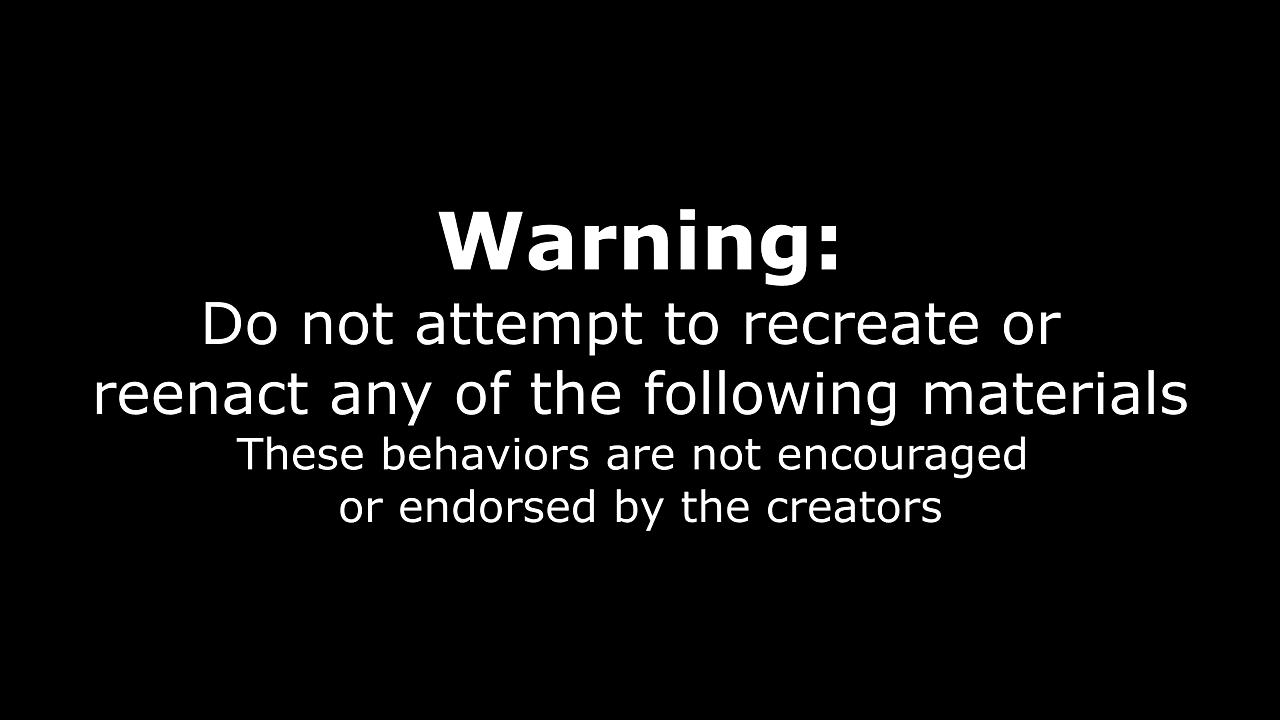 Warning:
Do not attempt to recreate or
reenact any of the following materials
These behaviors are not encouraged
or endorsed by the creators